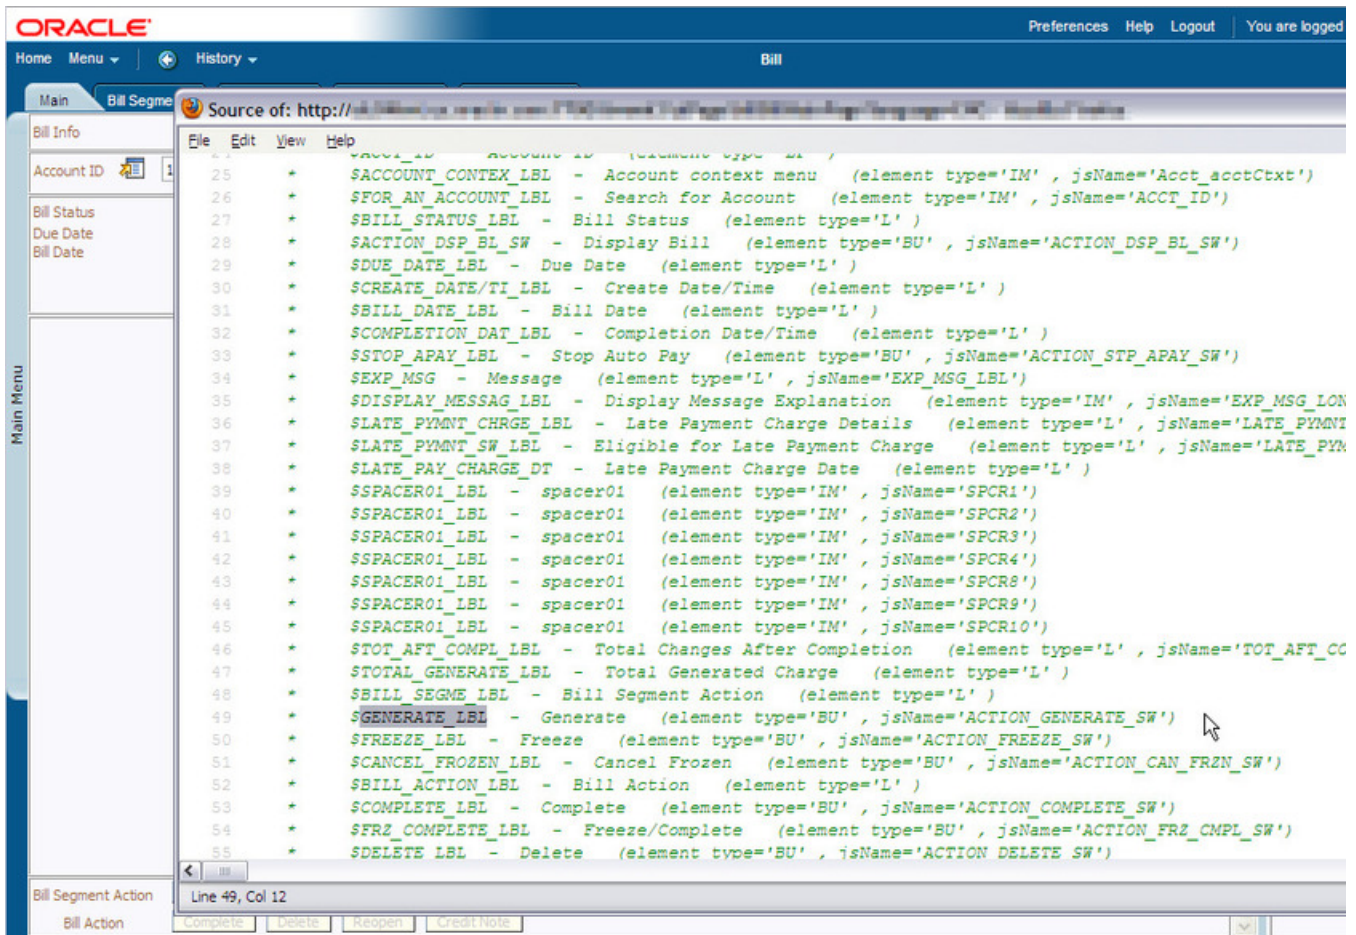 ORACLE
Preferences Help Logout You are logged
Home Menu History Bill
Main Bill Segme
Source of: http://
Bill Info
File Edit View Help
Account ID 1
25 * $ACCOUNT_CONTEX_LBL - Account context menu (element type='IM' , jsName='Acct_acctCtxt')
26 * $FOR_AN_ACCOUNT_LBL - Search for Account (element type='IM' , jsName='ACCT_ID')
Bill Status
27 * $BILL_STATUS_LBL - Bill Status (element type='L' )
Due Date
28 * $ACTION_DSP_BL_SW - Display Bill (element type='BU' , jsName='ACTION_DSP_BL_SW')
Bill Date
29 * $DUE_DATE_LBL - Due Date (element type='L' )
30 * $CREATE_DATE/TI_LBL - Create Date/Time (element type='L' )
31 * $BILL_DATE_LBL - Bill Date (element type='L' )
32 * $COMPLETION_DAT_LBL - Completion Date/Time (element type='L' )
33 * $STOP_APAY_LBL - Stop Auto Pay (element type='BU' , jsName='ACTION_STP_APAY_SW')
34 * $EXP_MSG - Message (element type='L' , jsName='EXP_MSG_LBL')
35 * $DISPLAY_MESSAG_LBL - Display Message Explanation (element type='IM' , jsName='EXP_MSG_LON
36 * $LATE_PYMNT_CHRGE_LBL - Late Payment Charge Details (element type='L' , jsName='LATE_PYMNT
37 * $LATE_PYMNT_SW_LBL - Eligible for Late Payment Charge (element type='L' , jsName='LATE_PYM
38 * $LATE_PAY_CHARGE_DT - Late Payment Charge Date (element type='L' )
39 * $SPACER01_LBL - spacer01 (element type='IM' , jsName='SPCR1')
40 * $SPACER01_LBL - spacer01 (element type='IM' , jsName='SPCR2')
41 * $SPACER01_LBL - spacer01 (element type='IM' , jsName='SPCR3')
42 * $SPACER01_LBL - spacer01 (element type='IM' , jsName='SPCR4')
43 * $SPACER01_LBL - spacer01 (element type='IM' , jsName='SPCR8')
44 * $SPACER01_LBL - spacer01 (element type='IM' , jsName='SPCR9')
45 * $SPACER01_LBL - spacer01 (element type='IM' , jsName='SPCR10')
46 * $TOT_AFT_COMPL_LBL - Total Changes After Completion (element type='L' , jsName='TOT_AFT_CO
47 * $TOTAL_GENERATE_LBL - Total Generated Charge (element type='L' )
48 * $BILL_SEGME_LBL - Bill Segment Action (element type='L' )
49 * $GENERATE_LBL - Generate (element type='BU' , jsName='ACTION_GENERATE_SW')
50 * $FREEZE_LBL - Freeze (element type='BU' , jsName='ACTION_FREEZE_SW')
51 * $CANCEL_FROZEN_LBL - Cancel Frozen (element type='BU' , jsName='ACTION_CAN_FRZN_SW')
52 * $BILL_ACTION_LBL - Bill Action (element type='L' )
53 * $COMPLETE_LBL - Complete (element type='BU' , jsName='ACTION_COMPLETE_SW')
54 * $FRZ_COMPLETE_LBL - Freeze/Complete (element type='BU' , jsName='ACTION_FRZ_CMPL_SW')
55 * $DELETE_LBL - Delete (element type='BU' , jsName='ACTION_DELETE_SW')
Main Menu
Bill Segment Action
Line 49, Col 12
Bill Action Complete Delete Reopen Credit Note